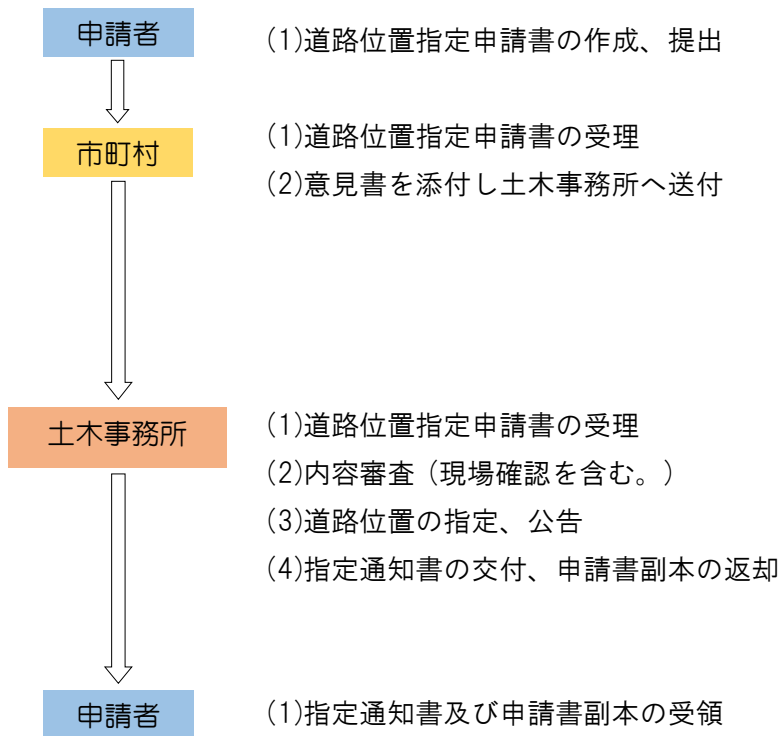 申請者
(1)道路位置指定申請書の作成、提出
市町村
(1)道路位置指定申請書の受理
(2)意見書を添付し土木事務所へ送付
土木事務所
(1)道路位置指定申請書の受理
(2)内容審査（現場確認を含む。）
(3)道路位置の指定、公告
(4)指定通知書の交付、申請書副本の返却
申請者
(1)指定通知書及び申請書副本の受領